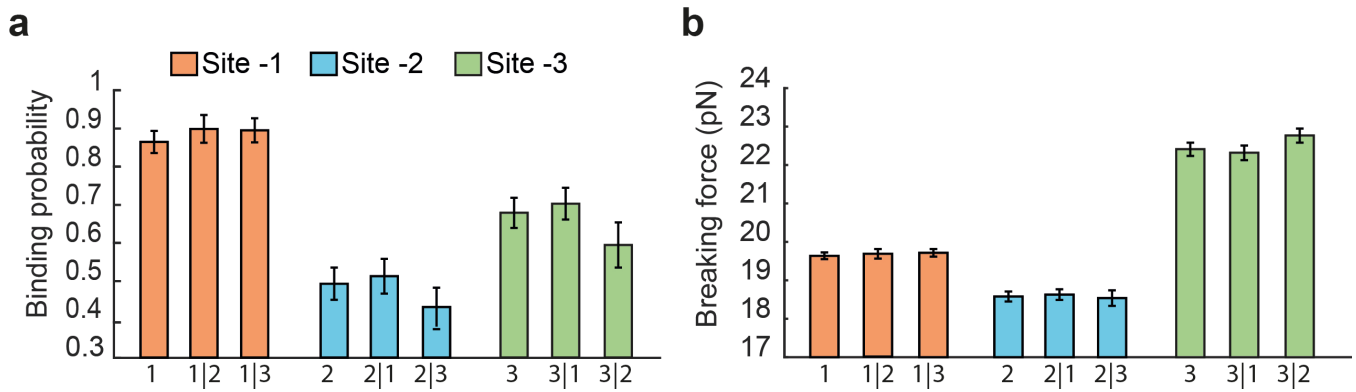 a
Site -1 Site -2 Site -3
Binding probability
1
0.9
0.8
0.7
0.6
0.5
0.4
0.3
1 1|2 1|3 2 2|1 2|3 3 3|1 3|2
b
Breaking force (pN)
24
23
22
21
20
19
18
17
1 1|2 1|3 2 2|1 2|3 3 3|1 3|2